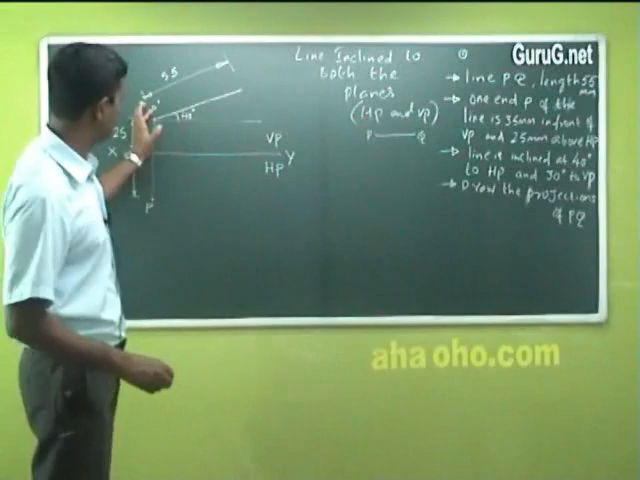 Line Inclined to
both the
planes
(HP and VP)
P Q
GuruG.net
→ line PQ, length 55
mm
→ one end P of the
line is 35mm infront of
VP and 25mm above HP
→ line is inclined at 40°
to HP and 30° to VP
→ Draw the projections
of PQ
55
40°
25
VP
X Y
HP
P
aha oho.com